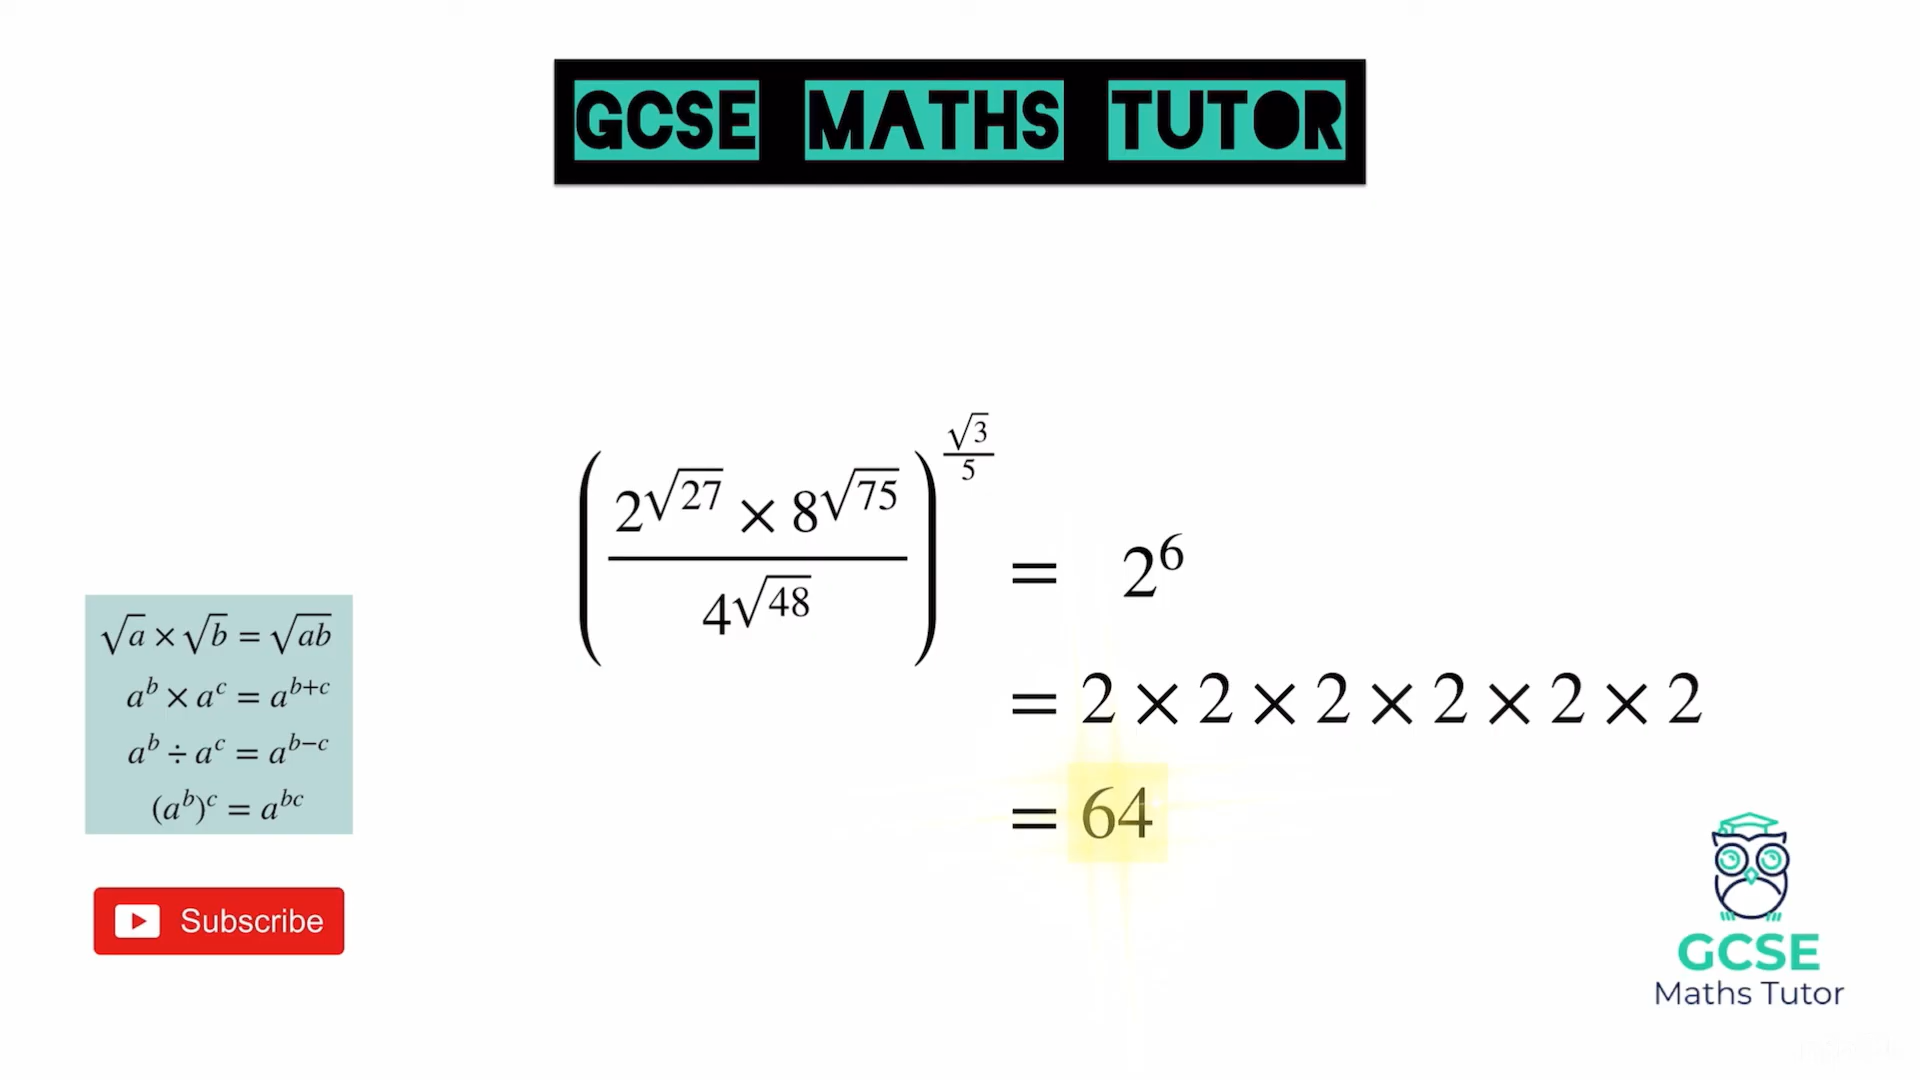 GCSE MATHS TUTOR
(2^√27 × 8^√75 / 4^√48)^(√3/5) = 2^6
= 2 × 2 × 2 × 2 × 2 × 2
= 64
√a × √b = √ab
a^b × a^c = a^(b+c)
a^b ÷ a^c = a^(b−c)
(a^b)^c = a^(bc)
Subscribe
GCSE
Maths Tutor